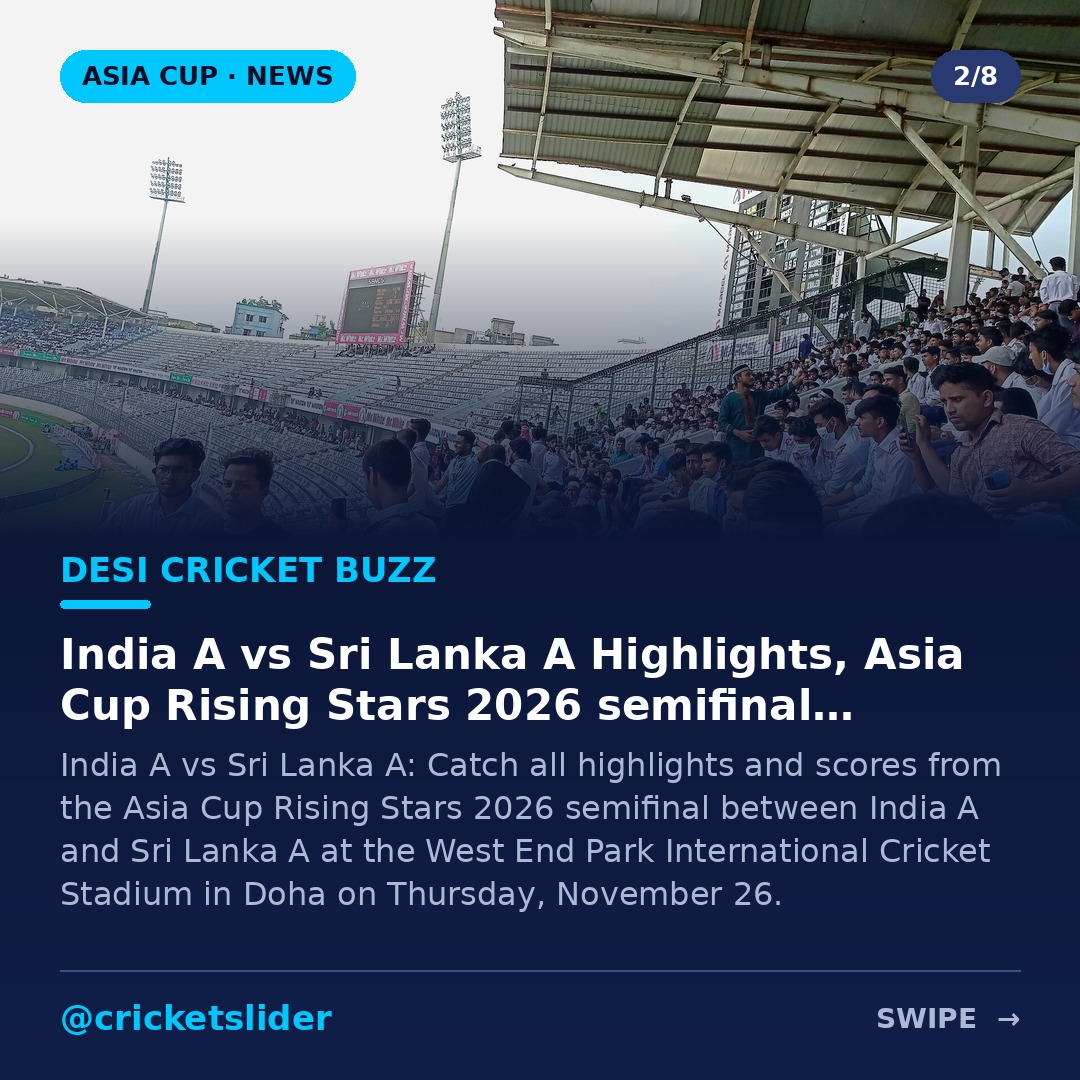 ASIA CUP · NEWS
2/8
DESI CRICKET BUZZ
India A vs Sri Lanka A Highlights, Asia
Cup Rising Stars 2026 semifinal…
India A vs Sri Lanka A: Catch all highlights and scores from
the Asia Cup Rising Stars 2026 semifinal between India A
and Sri Lanka A at the West End Park International Cricket
Stadium in Doha on Thursday, November 26.
@cricketslider
SWIPE →